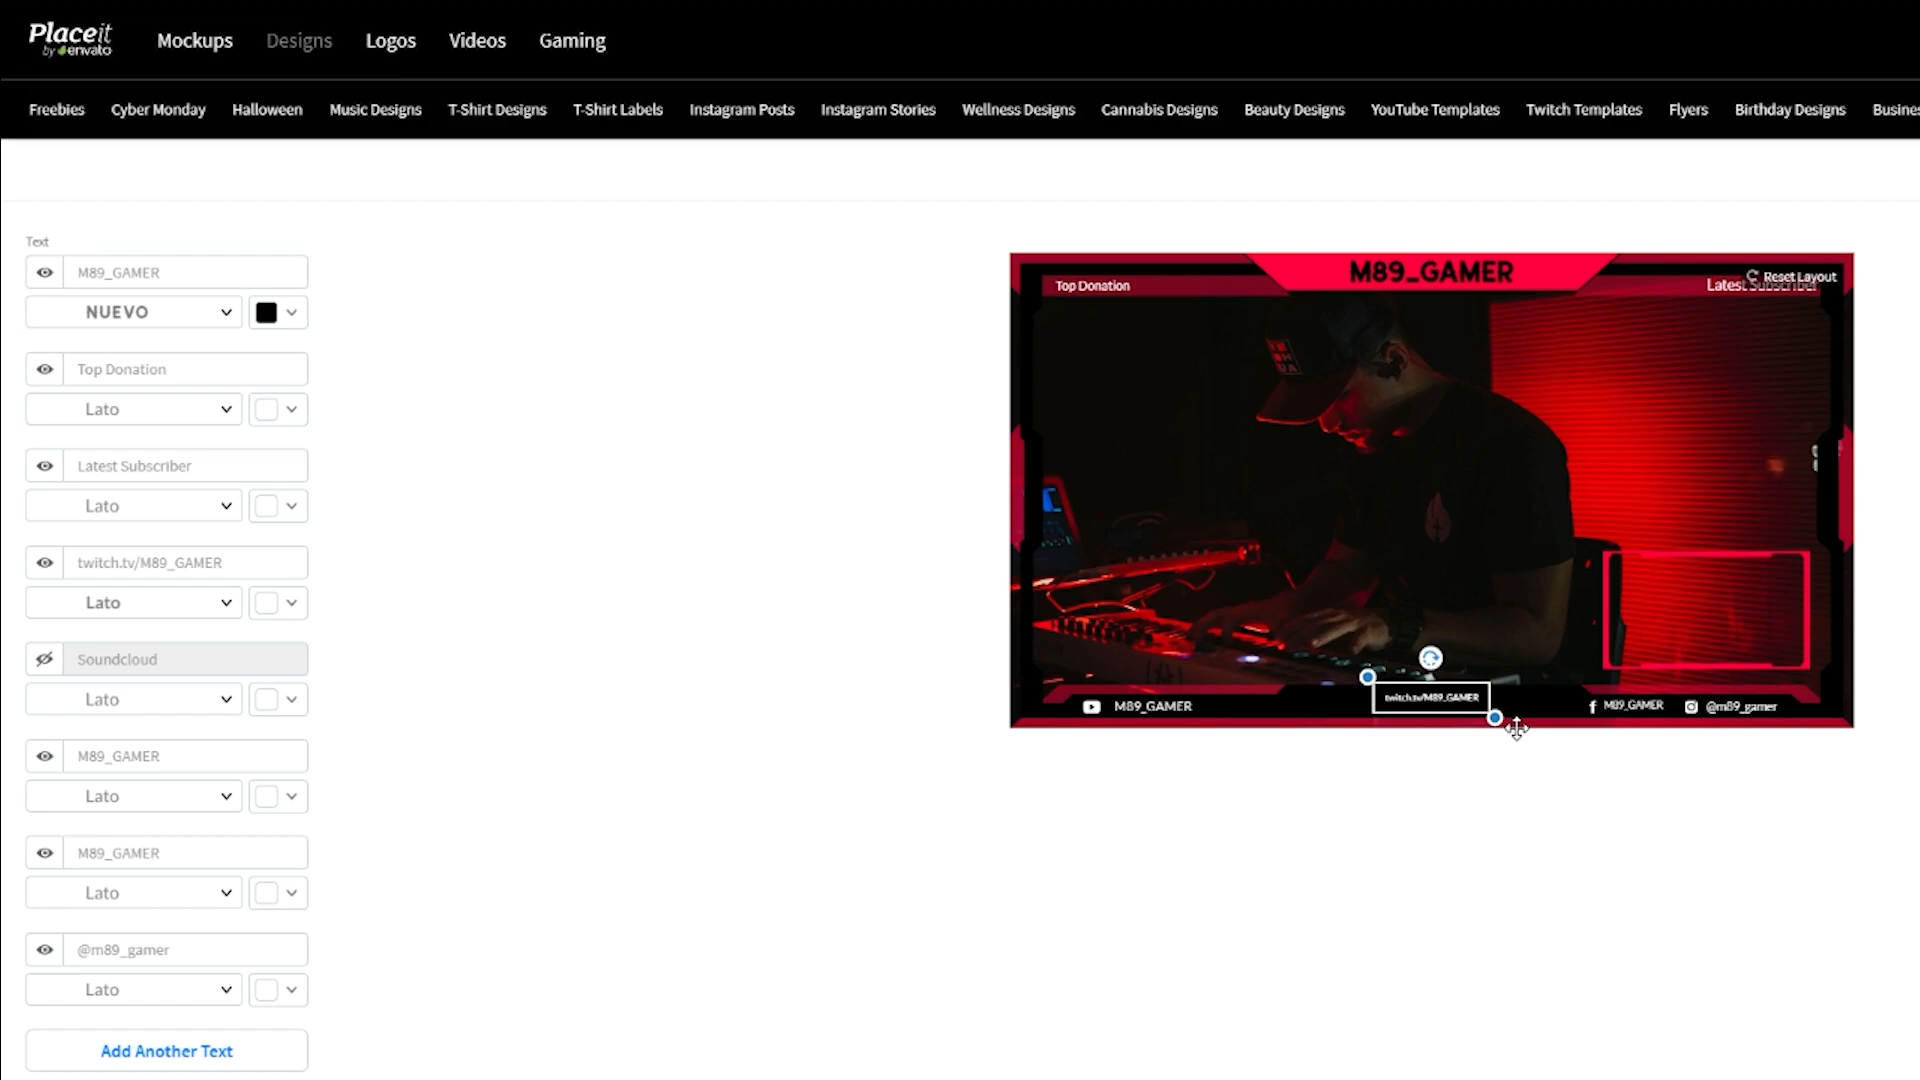 Placeit
by envato
Mockups Designs Logos Videos Gaming
Freebies Cyber Monday Halloween Music Designs T-Shirt Designs T-Shirt Labels Instagram Posts Instagram Stories Wellness Designs Cannabis Designs Beauty Designs YouTube Templates Twitch Templates Flyers Birthday Designs Busine
Text
M89_GAMER
NUEVO
Top Donation
Lato
Latest Subscriber
Lato
twitch.tv/M89_GAMER
Lato
Soundcloud
Lato
M89_GAMER
Lato
M89_GAMER
Lato
@m89_gamer
Lato
Add Another Text
M89_GAMER
Reset Layout
Top Donation
Latest Subscriber
twitch.tv/M89_GAMER
M89_GAMER
M89_GAMER
@m89_gamer